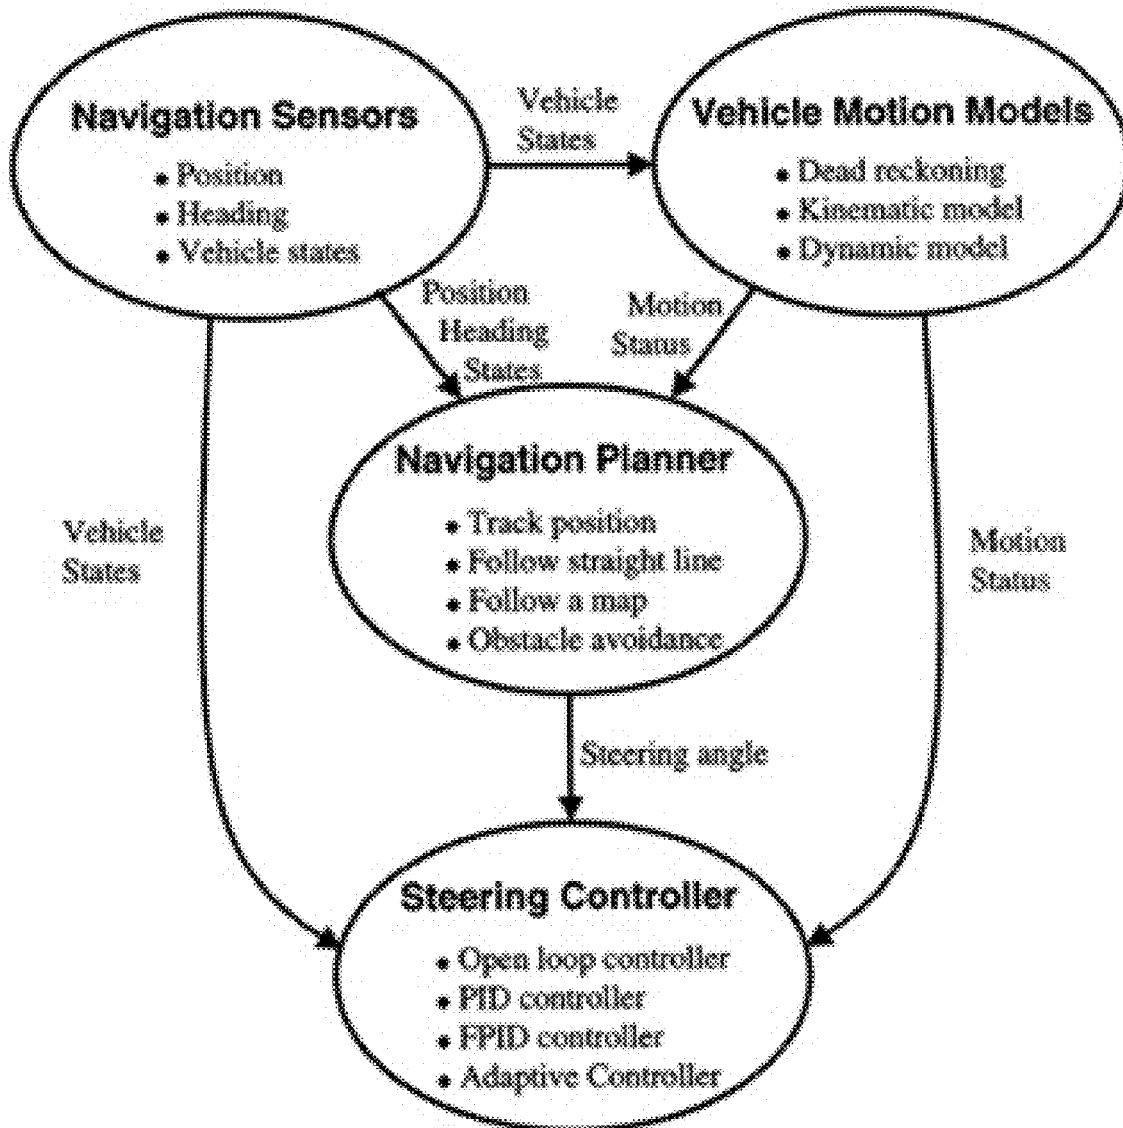 Navigation Sensors
• Position
• Heading
• Vehicle states
Vehicle
States
Vehicle Motion Models
• Dead reckoning
• Kinematic model
• Dynamic model
Position
Heading
States
Motion
Status
Navigation Planner
• Track position
• Follow straight line
• Follow a map
• Obstacle avoidance
Vehicle
States
Motion
Status
Steering angle
Steering Controller
• Open loop controller
• PID controller
• FPID controller
• Adaptive Controller